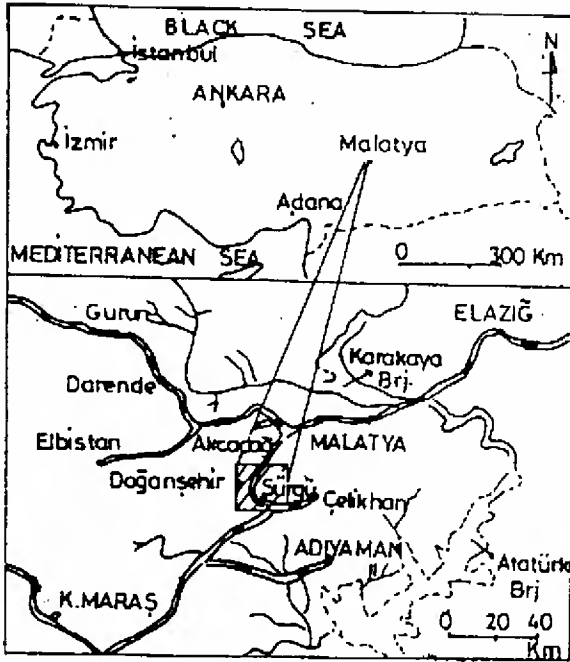 BLACK SEA
İstanbul
N
ANKARA
İzmir
Malatya
Adana
MEDITERRANEAN SEA
0 300 Km
Gurun
ELAZIĞ
Karakaya
Brj.
Darende
Elbistan
Akcadağ
MALATYA
Doğanşehir
Sürgü
Çelikhan
ADIYAMAN
Atatürk
Brj
K.MARAŞ
0 20 40
Km